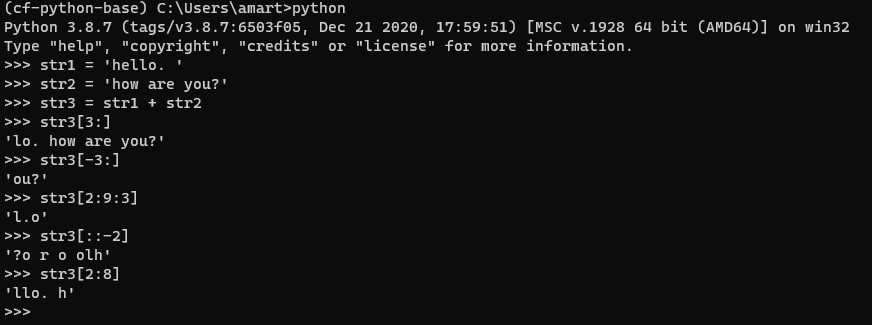 (cf-python-base) C:\Users\amart>python
Python 3.8.7 (tags/v3.8.7:6503f05, Dec 21 2020, 17:59:51) [MSC v.1928 64 bit (AMD64)] on win32
Type "help", "copyright", "credits" or "license" for more information.
>>> str1 = 'hello. '
>>> str2 = 'how are you?'
>>> str3 = str1 + str2
>>> str3[3:]
'lo. how are you?'
>>> str3[-3:]
'ou?'
>>> str3[2:9:3]
'l.o'
>>> str3[::-2]
'?o r o olh'
>>> str3[2:8]
'llo. h'
>>>